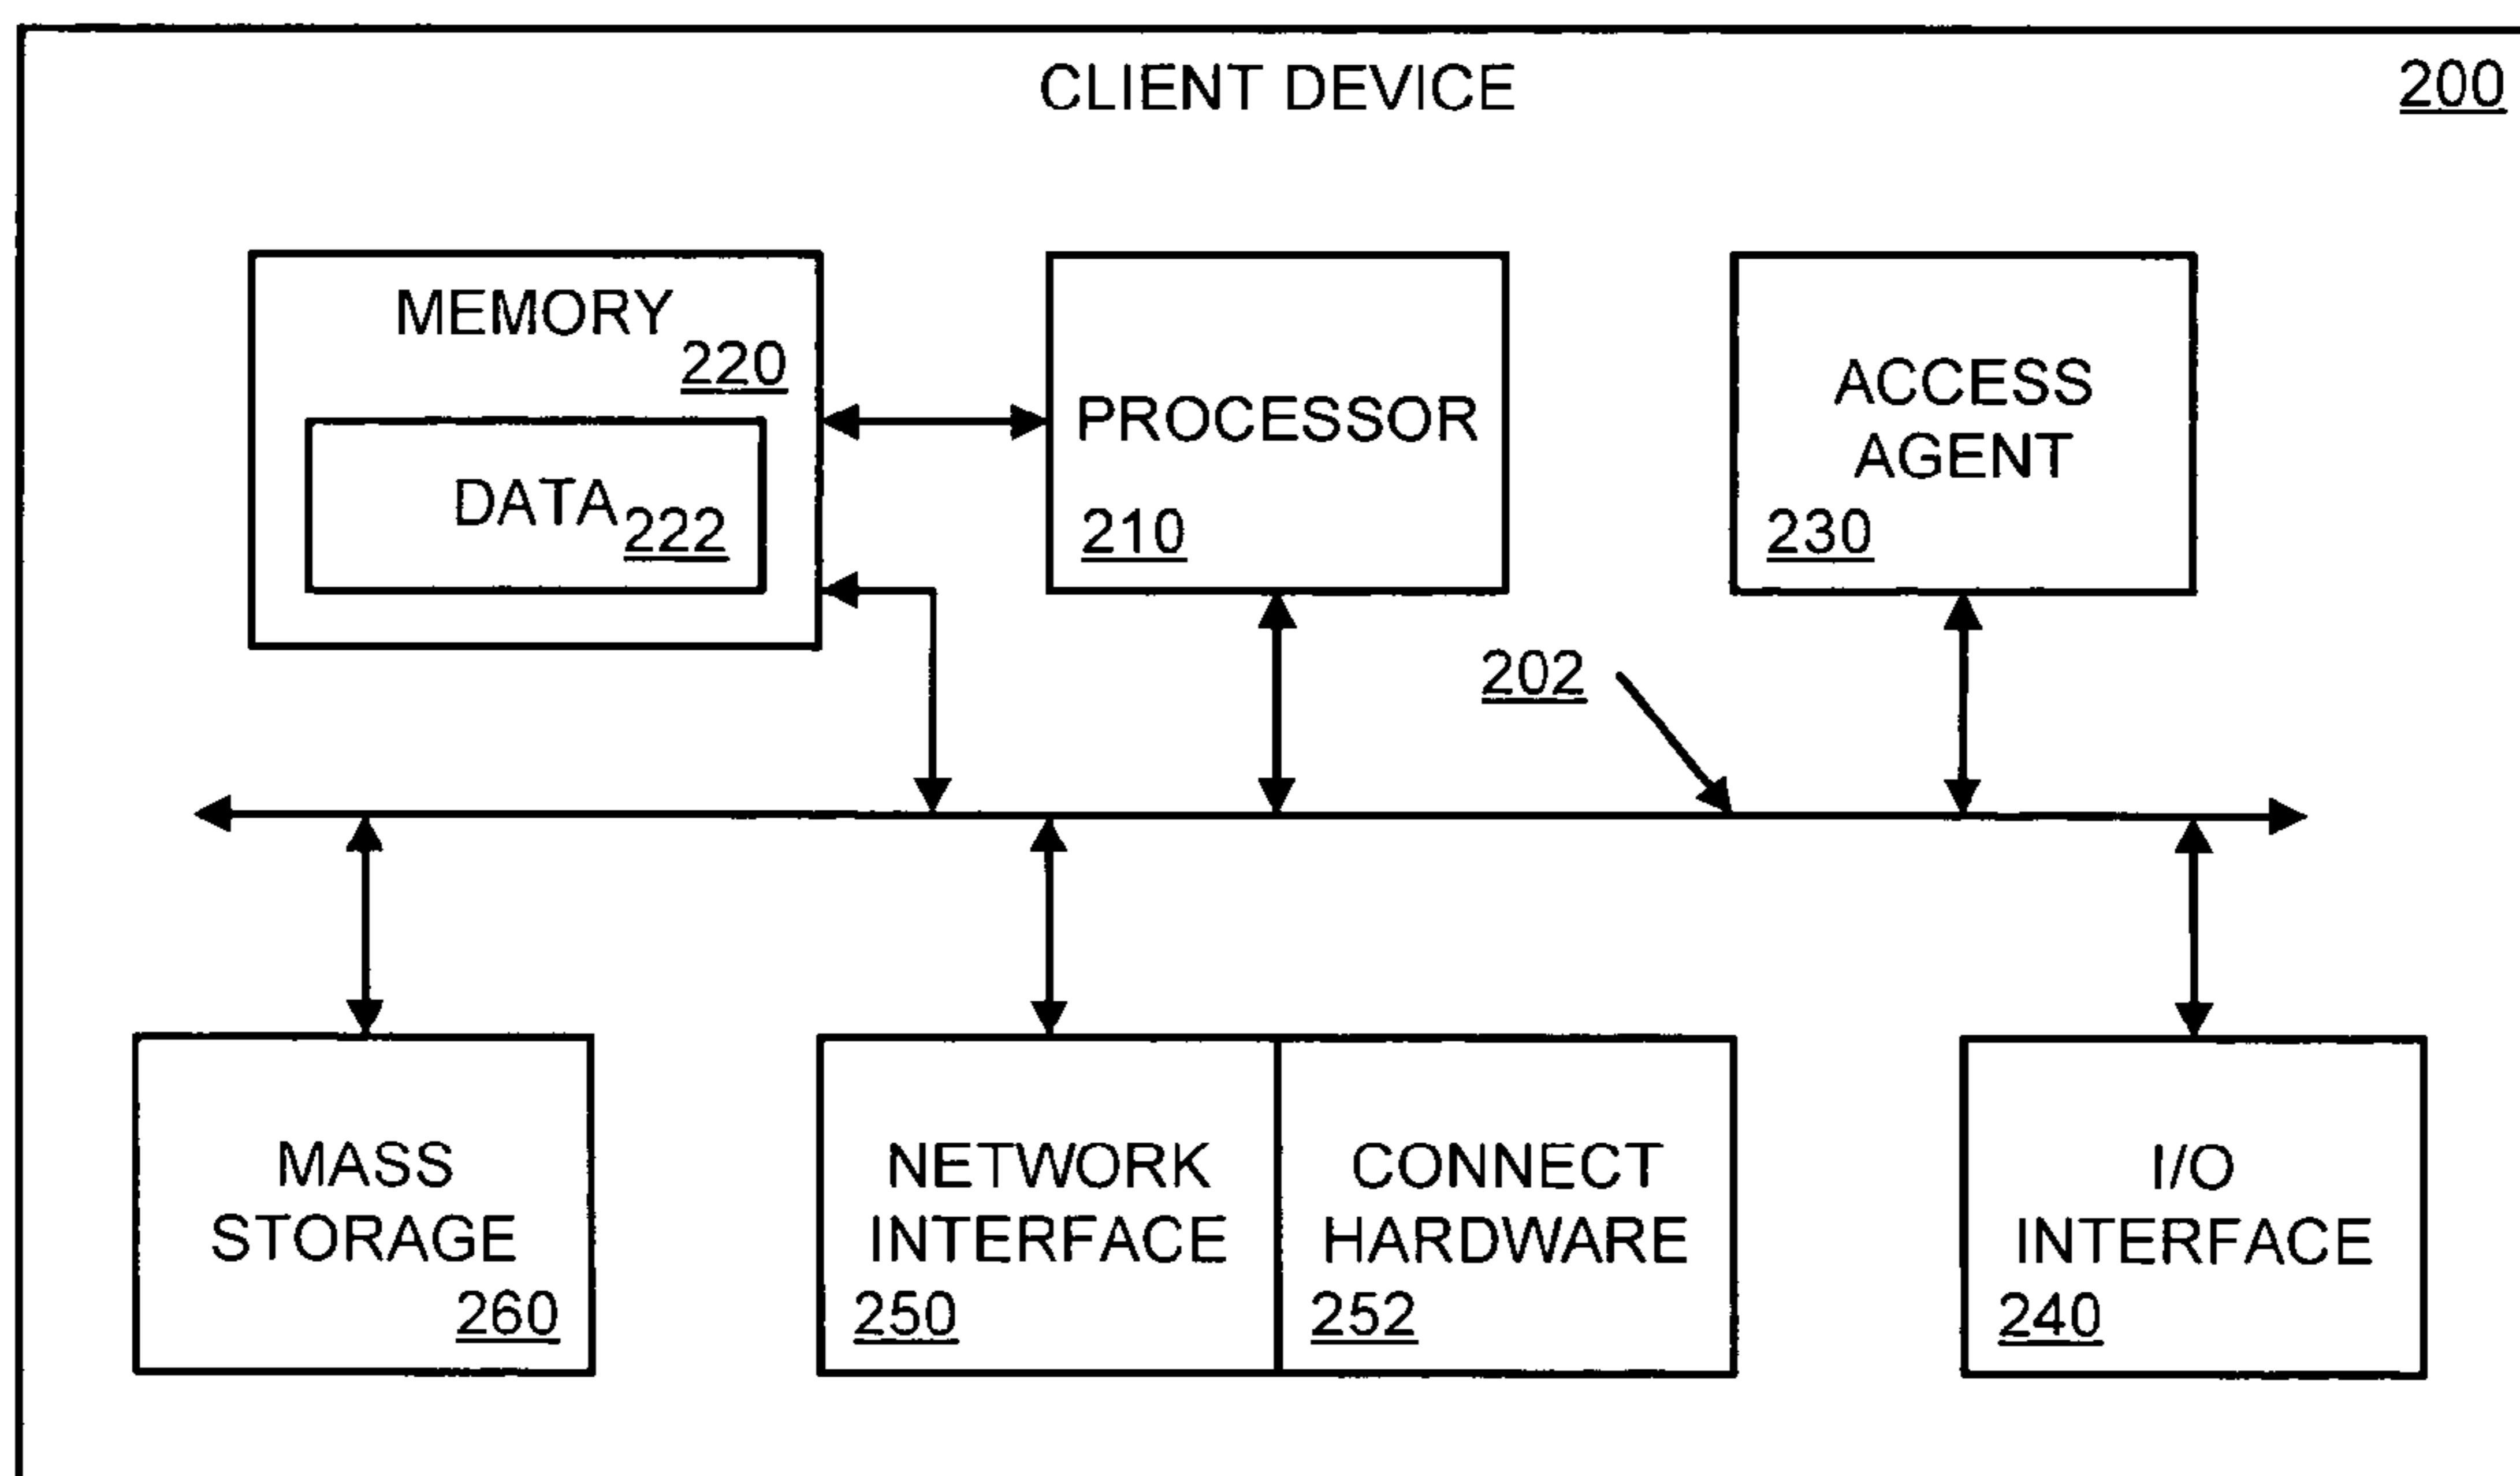 CLIENT DEVICE
200
MEMORY
220
DATA
222
PROCESSOR
210
ACCESS
AGENT
230
202
MASS
STORAGE
260
NETWORK
INTERFACE
250
CONNECT
HARDWARE
252
I/O
INTERFACE
240